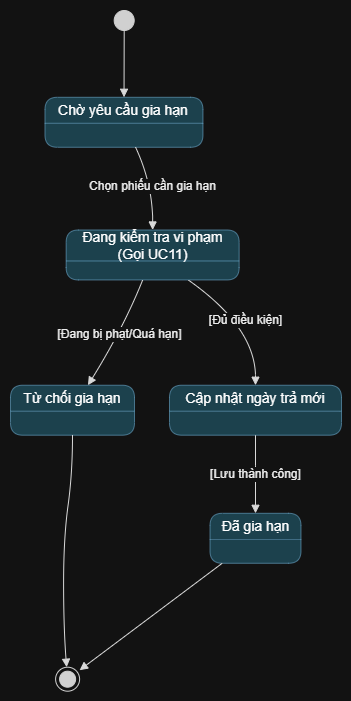 Chờ yêu cầu gia hạn
Chọn phiếu cần gia hạn
Đang kiểm tra vi phạm
(Gọi UC11)
[Đang bị phạt/Quá hạn]
[Đủ điều kiện]
Từ chối gia hạn
Cập nhật ngày trả mới
[Lưu thành công]
Đã gia hạn